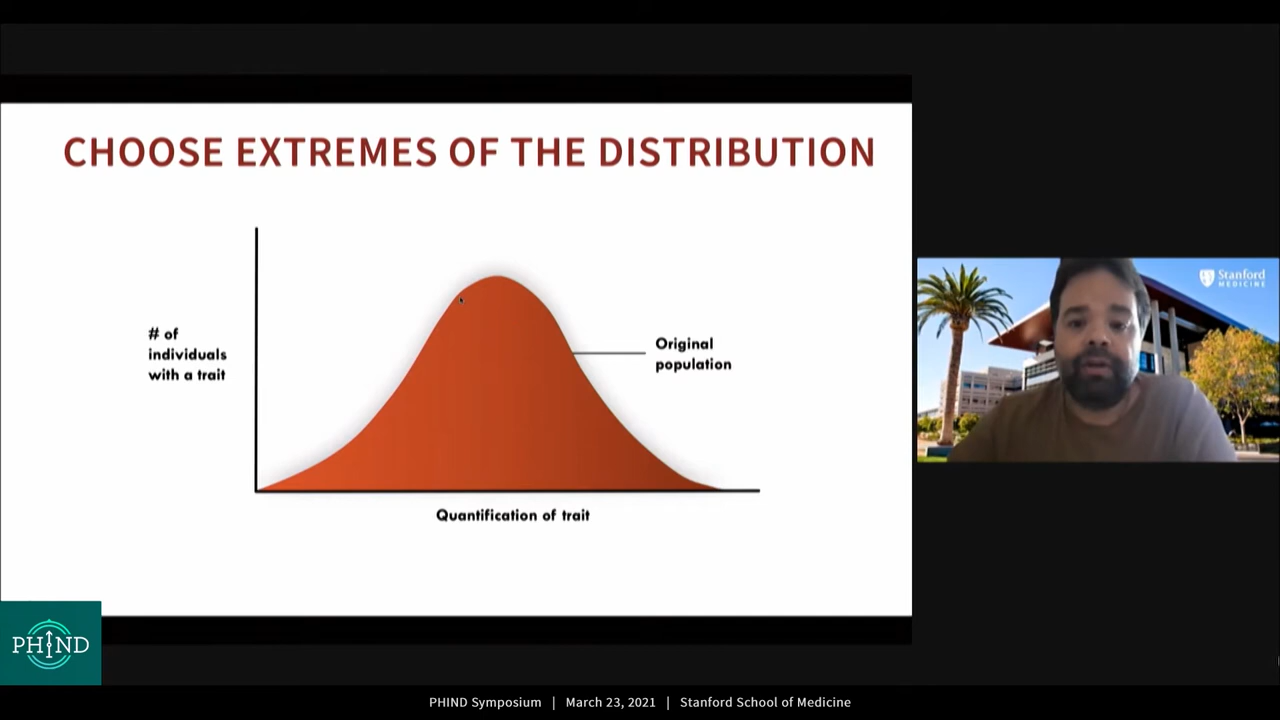 CHOOSE EXTREMES OF THE DISTRIBUTION
# of
individuals
with a trait
Original
population
Quantification of trait
Stanford
MEDICINE
PHIND
PHIND Symposium | March 23, 2021 | Stanford School of Medicine